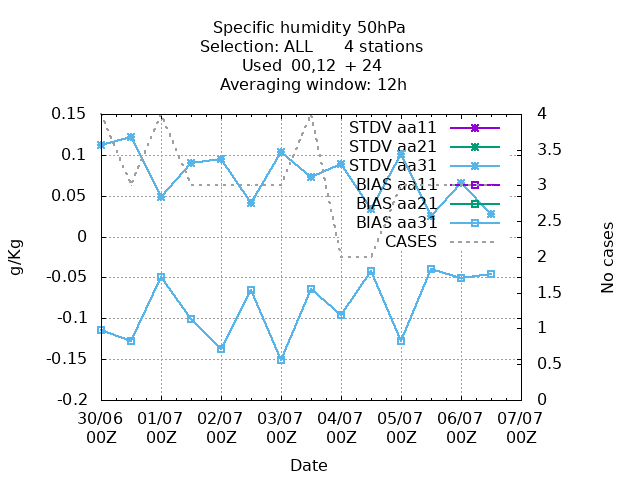 Specific humidity 50hPa
Selection: ALL 4 stations
Used 00,12 + 24
Averaging window: 12h
0.15
0.1
0.05
0
-0.05
-0.1
-0.15
-0.2
g/Kg
4
3.5
3
2.5
2
1.5
1
0.5
0
No cases
STDV aa11
STDV aa21
STDV aa31
BIAS aa11
BIAS aa21
BIAS aa31
CASES
30/06 01/07 02/07 03/07 04/07 05/07 06/07 07/07
00Z 00Z 00Z 00Z 00Z 00Z 00Z 00Z
Date